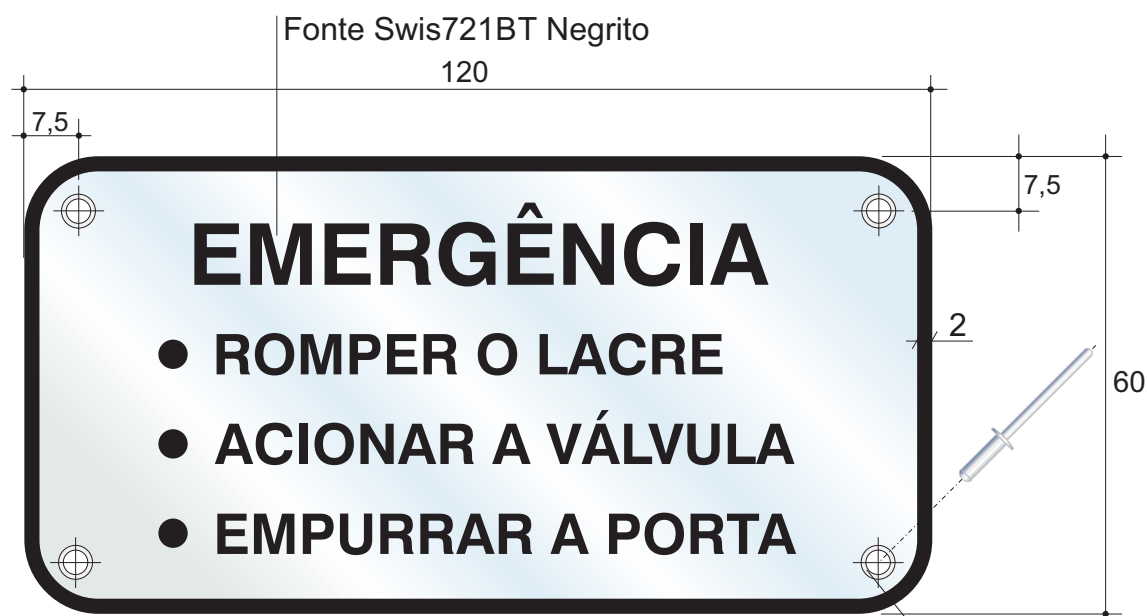 Fonte Swis721BT Negrito
120
7,5
7,5
EMERGÊNCIA
• ROMPER O LACRE
2
60
• ACIONAR A VÁLVULA
• EMPURRAR A PORTA